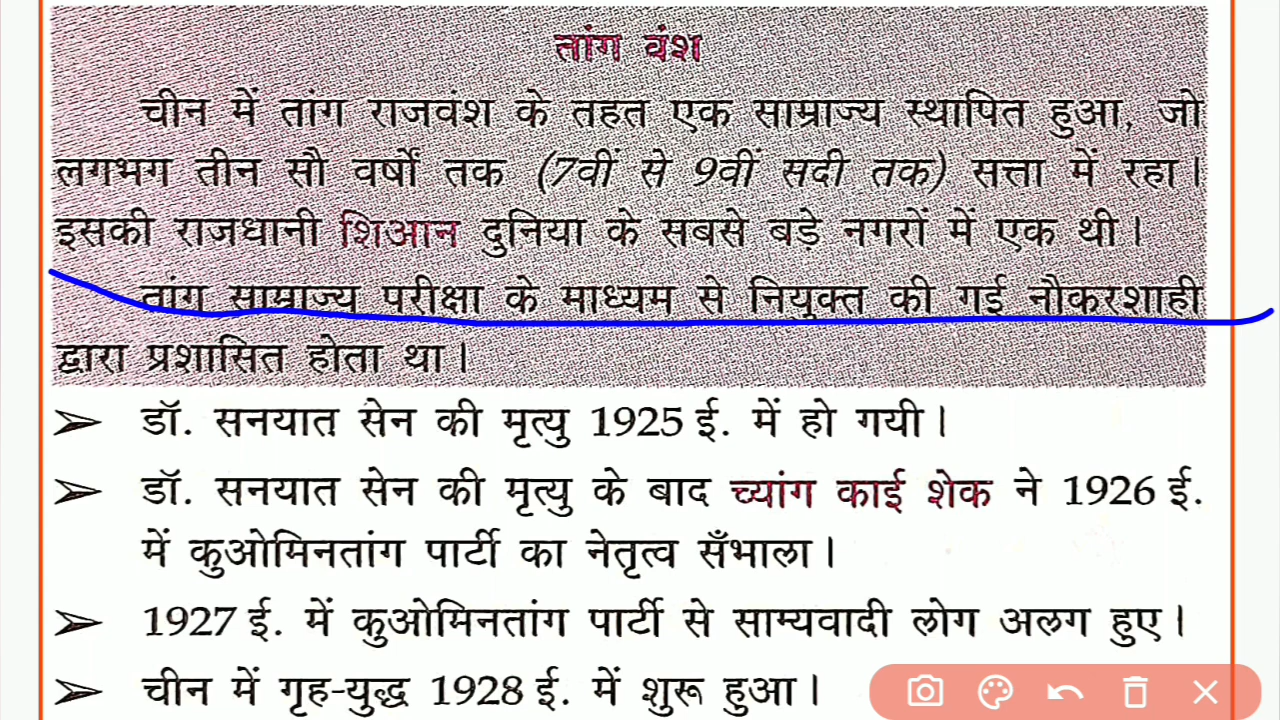 तांग वंश
चीन में तांग राजवंश के तहत एक साम्राज्य स्थापित हुआ, जो
लगभग तीन सौ वर्षों तक (7वीं से 9वीं सदी तक) सत्ता में रहा।
इसकी राजधानी शिआन दुनिया के सबसे बड़े नगरों में एक थी।
तांग साम्राज्य परीक्षा के माध्यम से नियुक्त की गई नौकरशाही
द्वारा प्रशासित होता था।
➢ डॉ. सनयात सेन की मृत्यु 1925 ई. में हो गयी।
➢ डॉ. सनयात सेन की मृत्यु के बाद च्यांग काई शेक ने 1926 ई.
में कुओमिनतांग पार्टी का नेतृत्व सँभाला।
➢ 1927 ई. में कुओमिनतांग पार्टी से साम्यवादी लोग अलग हुए।
➢ चीन में गृह-युद्ध 1928 ई. में शुरू हुआ।